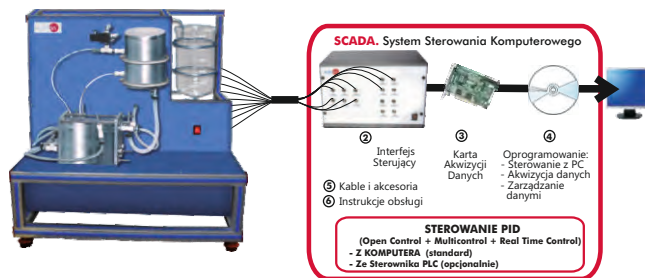 SCADA. System Sterowania Komputerowego
②
Interfejs
Sterujący
③
Karta
Akwizycji
Danych
④
Oprogramowanie:
- Sterowanie z PC
- Akwizycja danych
- Zarządzanie
danymi
⑤ Kable i akcesoria
⑥ Instrukcje obsługi
STEROWANIE PID
(Open Control + Multicontrol + Real Time Control)
- Z KOMPUTERA (standard)
- Ze Sterownika PLC (opcjonalnie)